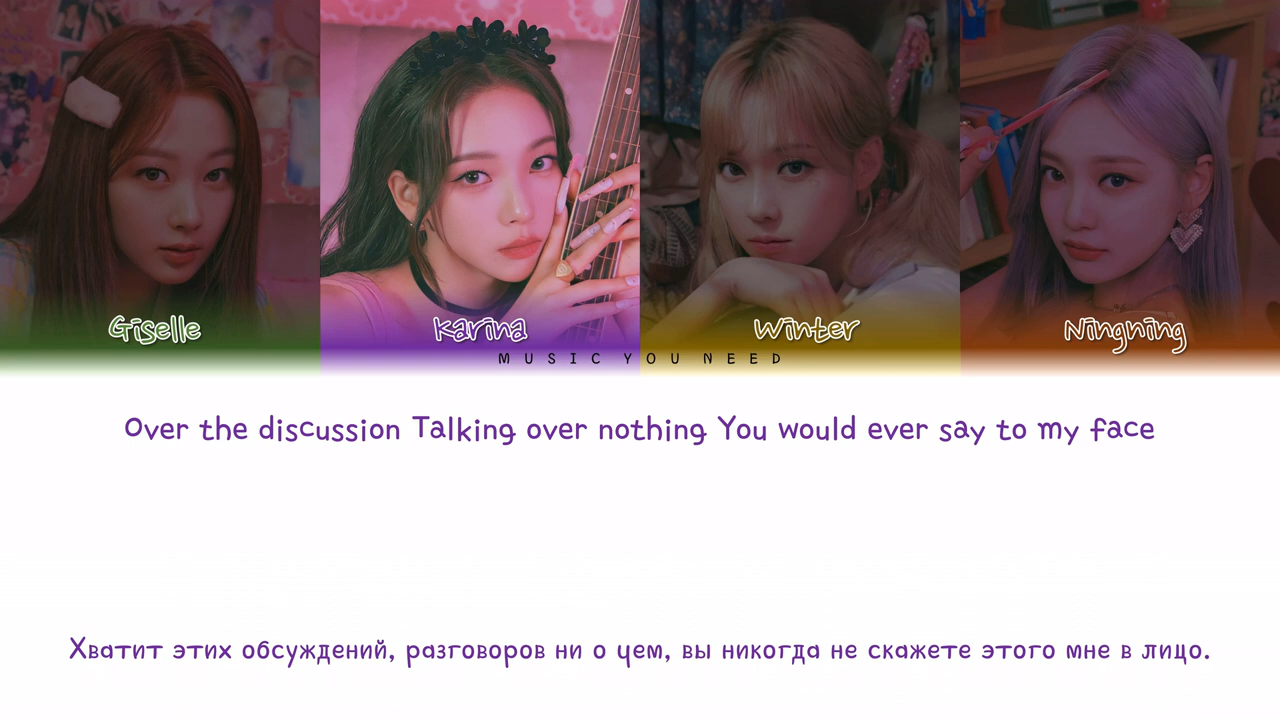 Giselle Karina Winter Ningning
MUSIC YOU NEED
Over the discussion Talking over nothing You would ever say to my face
Хватит этих обсуждений, разговоров ни о чем, вы никогда не скажете этого мне в лицо.